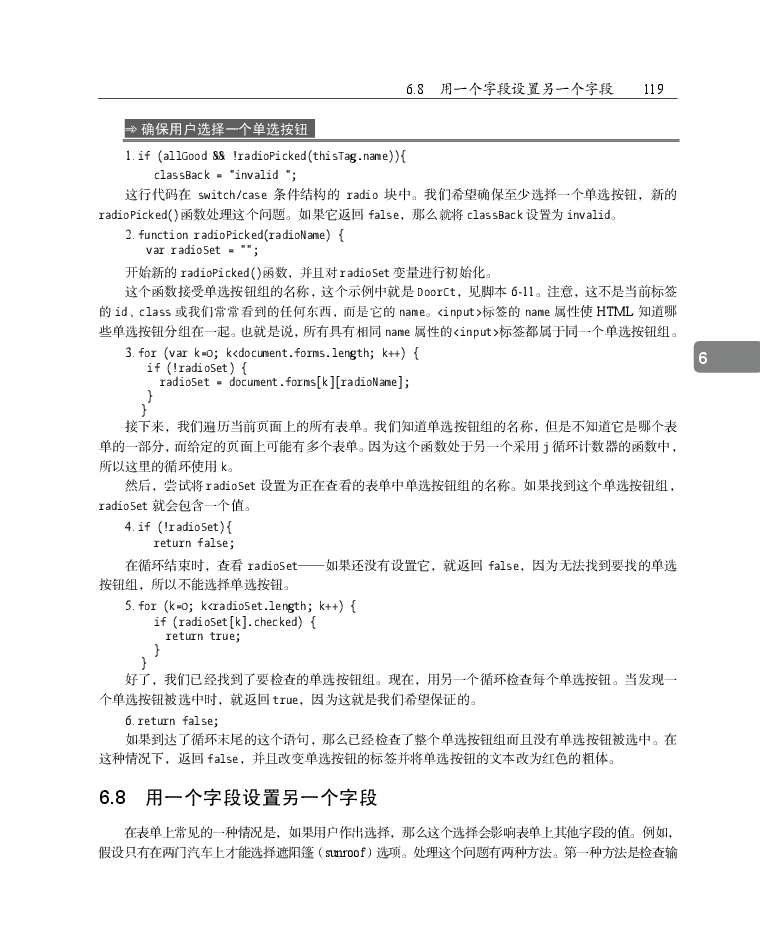 6.8 用一个字段设置另一个字段 119
➾ 确保用户选择一个单选按钮
1.if (allGood && !radioPicked(thisTag.name)){
classBack = "invalid ";
这行代码在 switch/case 条件结构的 radio 块中。我们希望确保至少选择一个单选按钮，新的
radioPicked()函数处理这个问题。如果它返回 false，那么就将 classBack 设置为 invalid。
2.function radioPicked(radioName) {
var radioSet = "";
开始新的 radioPicked()函数，并且对 radioSet 变量进行初始化。
这个函数接受单选按钮组的名称，这个示例中就是 DoorCt，见脚本 6-11。注意，这不是当前标签
的 id、class 或我们常常看到的任何东西，而是它的 name。<input>标签的 name 属性使 HTML 知道哪
些单选按钮分组在一起。也就是说，所有具有相同 name 属性的<input>标签都属于同一个单选按钮组。
3.for (var k=0; k<document.forms.length; k++) {
if (!radioSet) {
radioSet = document.forms[k][radioName];
}
}
6
接下来，我们遍历当前页面上的所有表单。我们知道单选按钮组的名称，但是不知道它是哪个表
单的一部分，而给定的页面上可能有多个表单。因为这个函数处于另一个采用 j 循环计数器的函数中，
所以这里的循环使用 k。
然后，尝试将 radioSet 设置为正在查看的表单中单选按钮组的名称。如果找到这个单选按钮组，
radioSet 就会包含一个值。
4.if (!radioSet){
return false;
在循环结束时，查看 radioSet——如果还没有设置它，就返回 false，因为无法找到要找的单选
按钮组，所以不能选择单选按钮。
5.for (k=0; k<radioSet.length; k++) {
if (radioSet[k].checked) {
return true;
}
}
好了，我们已经找到了要检查的单选按钮组。现在，用另一个循环检查每个单选按钮。当发现一
个单选按钮被选中时，就返回 true，因为这就是我们希望保证的。
6.return false;
如果到达了循环末尾的这个语句，那么已经检查了整个单选按钮组而且没有单选按钮被选中。在
这种情况下，返回 false，并且改变单选按钮的标签并将单选按钮的文本改为红色的粗体。
6.8 用一个字段设置另一个字段
在表单上常见的一种情况是，如果用户作出选择，那么这个选择会影响表单上其他字段的值。例如，
假设只有在两门汽车上才能选择遮阳篷（sunroof）选项。处理这个问题有两种方法。第一种方法是检查输